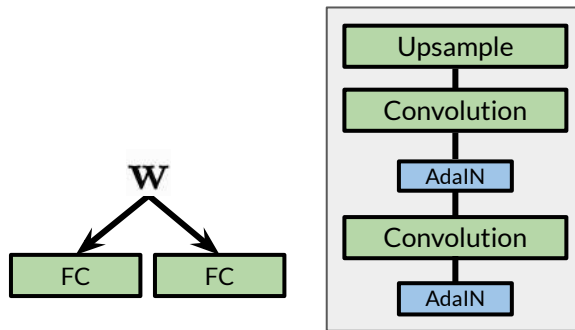 w
FC
FC
Upsample
Convolution
AdaIN
Convolution
AdaIN